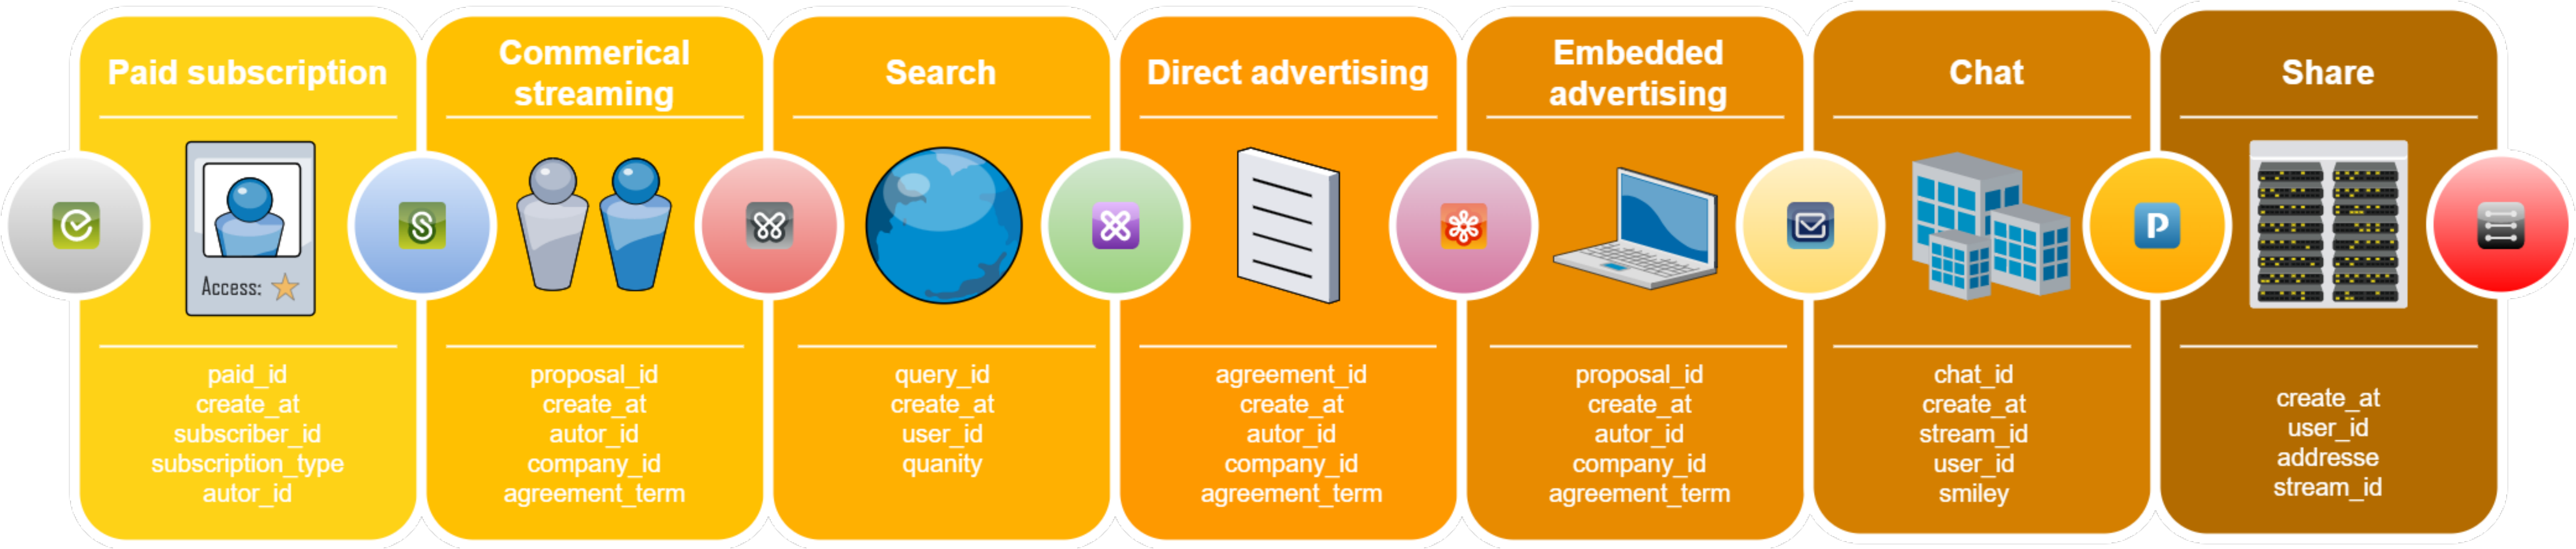 Paid subscription
Access:
paid_id
create_at
subscriber_id
subscription_type
autor_id
Commerical
streaming
proposal_id
create_at
autor_id
company_id
agreement_term
Search
query_id
create_at
user_id
quanity
Direct advertising
agreement_id
create_at
autor_id
company_id
agreement_term
Embedded
advertising
proposal_id
create_at
autor_id
company_id
agreement_term
Chat
chat_id
create_at
stream_id
user_id
smiley
P
Share
create_at
user_id
addresse
stream_id